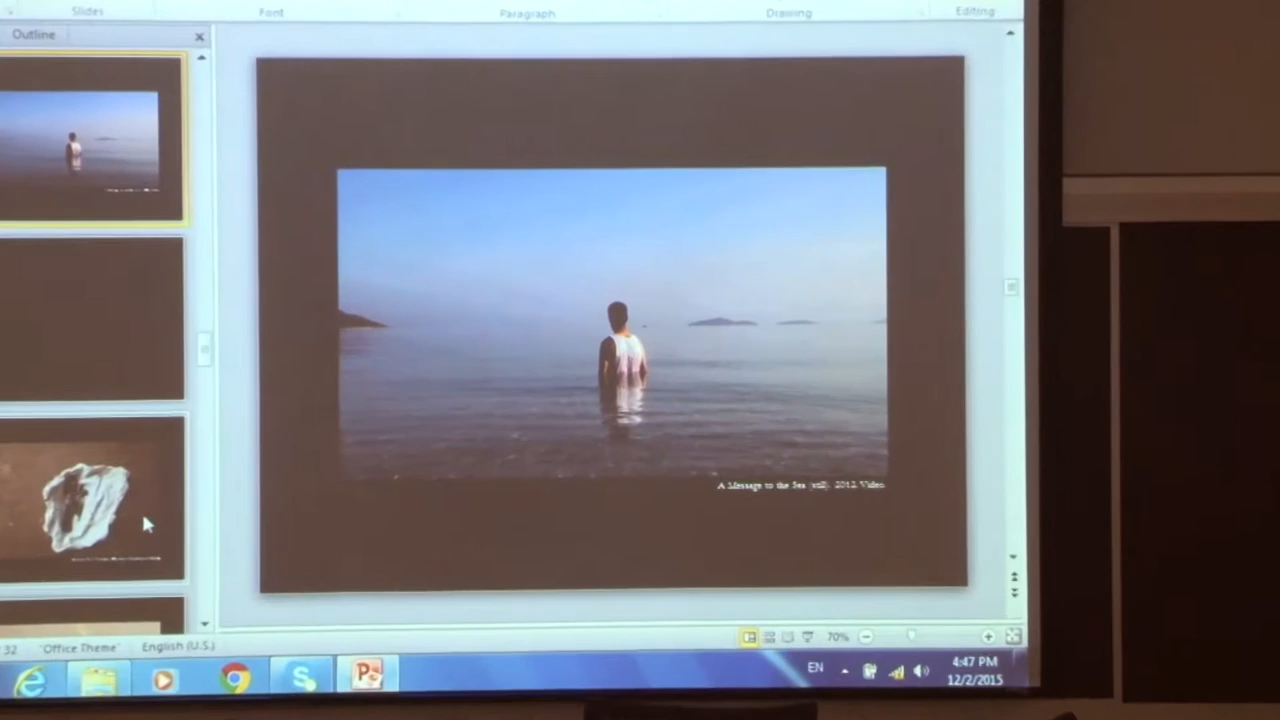 Slides Font Paragraph Drawing Editing
Outline
A Message to the Sea (still). 2012. Video
32 "Office Theme" English (U.S.) 70%
EN 4:47 PM
12/2/2015